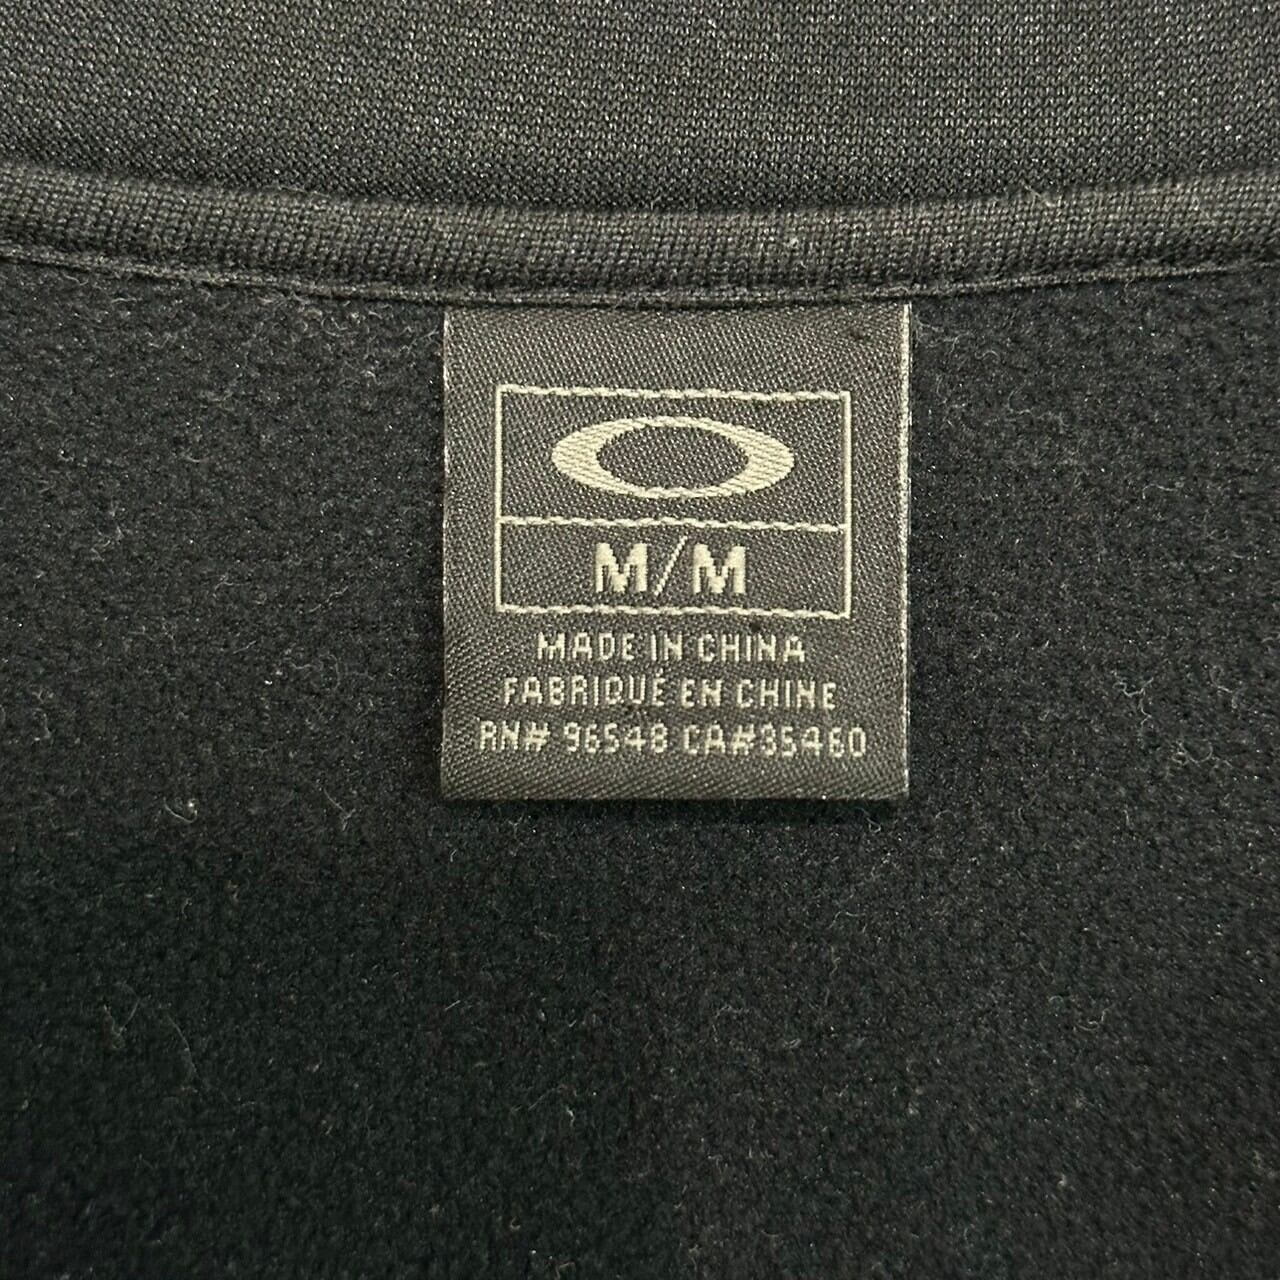 M/M
MADE IN CHINA
FABRIQUÉ EN CHINE
RN# 96548 CA#35460